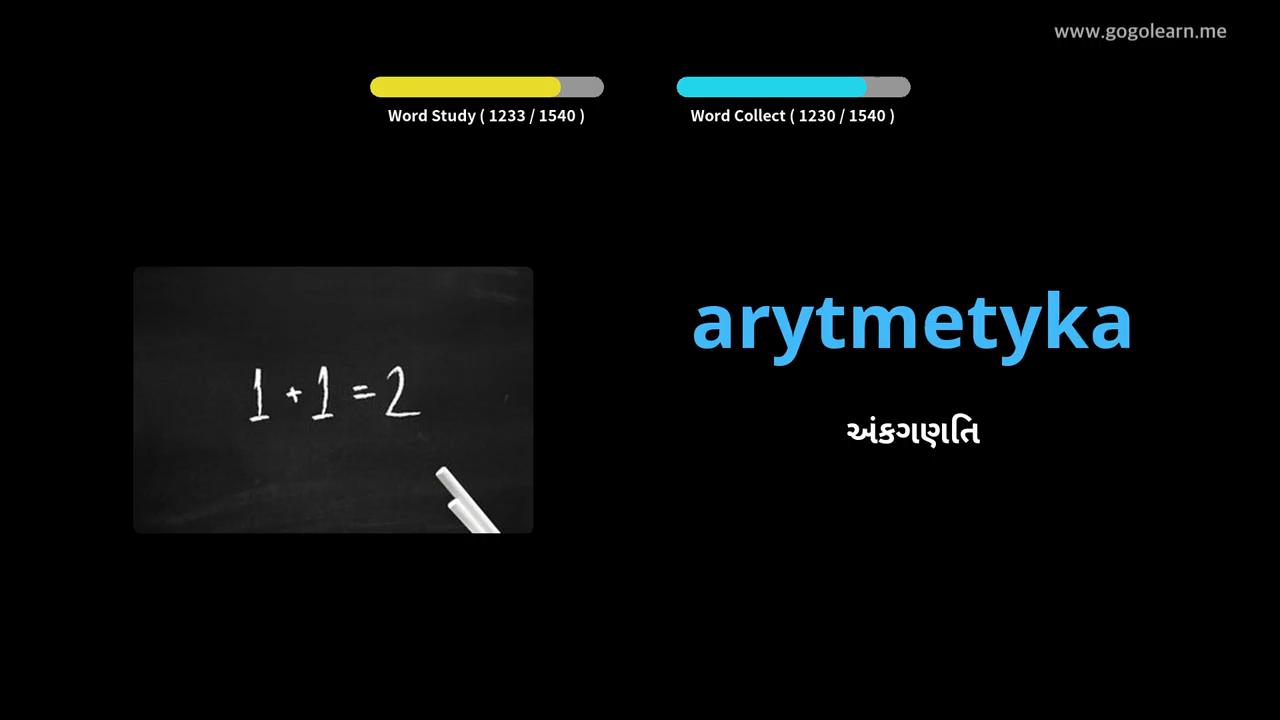 www.gogolearn.me
Word Study ( 1233 / 1540 )
Word Collect ( 1230 / 1540 )
1 + 1 = 2
arytmetyka
અંકગણતિ